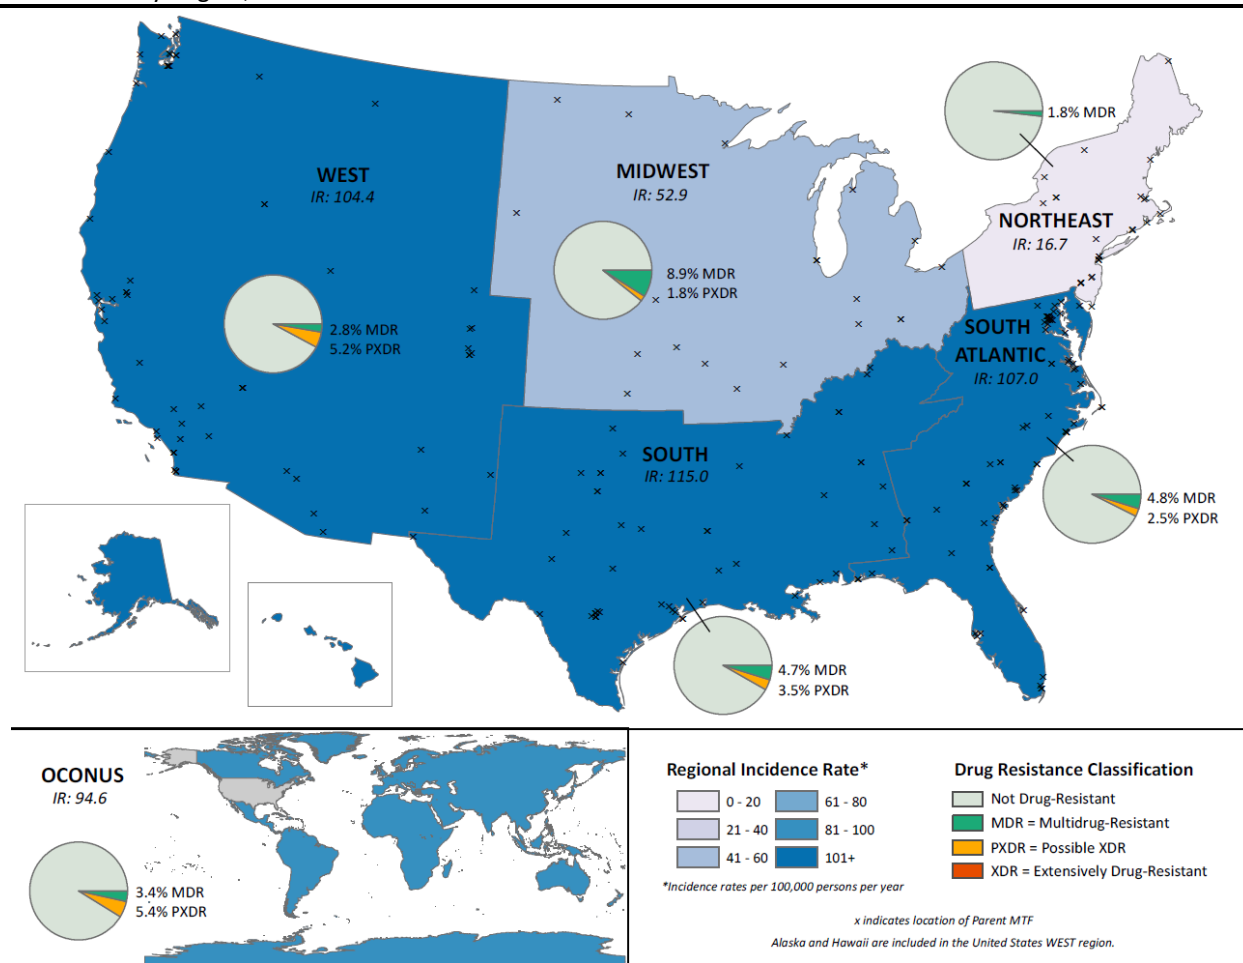 WEST
IR: 104.4
2.8% MDR
5.2% PXDR
MIDWEST
IR: 52.9
8.9% MDR
1.8% PXDR
1.8% MDR
NORTHEAST
IR: 16.7
SOUTH
ATLANTIC
IR: 107.0
4.8% MDR
2.5% PXDR
SOUTH
IR: 115.0
4.7% MDR
3.5% PXDR
OCONUS
IR: 94.6
3.4% MDR
5.4% PXDR
Regional Incidence Rate*
0 - 20
61 - 80
21 - 40
81 - 100
41 - 60
101+
*Incidence rates per 100,000 persons per year
Drug Resistance Classification
Not Drug-Resistant
MDR = Multidrug-Resistant
PXDR = Possible XDR
XDR = Extensively Drug-Resistant
x indicates location of Parent MTF
Alaska and Hawaii are included in the United States WEST region.